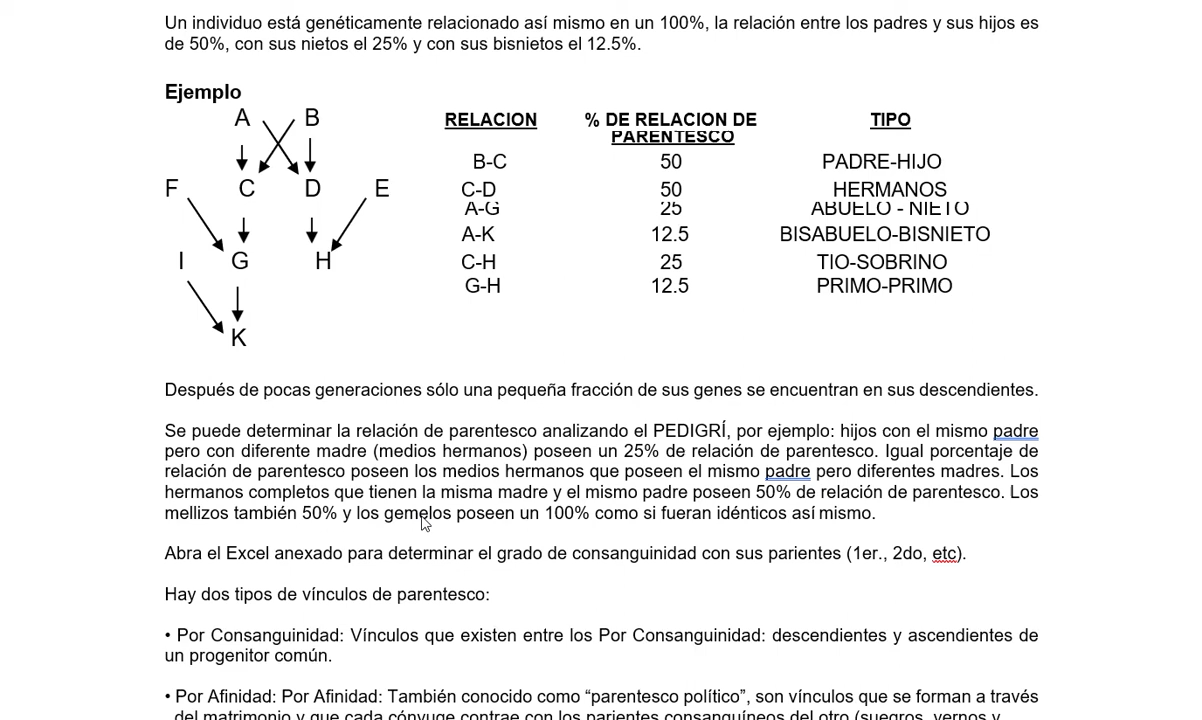 Un individuo está genéticamente relacionado así mismo en un 100%, la relación entre los padres y sus hijos es
de 50%, con sus nietos el 25% y con sus bisnietos el 12.5%.
Ejemplo
A B RELACION % DE RELACION DE TIPO
PARENTESCO
B-C 50 PADRE-HIJO
F C D E C-D 50 HERMANOS
A-G 25 ABUELO - NIETO
A-K 12.5 BISABUELO-BISNIETO
I G H C-H 25 TIO-SOBRINO
G-H 12.5 PRIMO-PRIMO
K
Después de pocas generaciones sólo una pequeña fracción de sus genes se encuentran en sus descendientes.
Se puede determinar la relación de parentesco analizando el PEDIGRÍ, por ejemplo: hijos con el mismo padre
pero con diferente madre (medios hermanos) poseen un 25% de relación de parentesco. Igual porcentaje de
relación de parentesco poseen los medios hermanos que poseen el mismo padre pero diferentes madres. Los
hermanos completos que tienen la misma madre y el mismo padre poseen 50% de relación de parentesco. Los
mellizos también 50% y los gemelos poseen un 100% como si fueran idénticos así mismo.
Abra el Excel anexado para determinar el grado de consanguinidad con sus parientes (1er., 2do, etc).
Hay dos tipos de vínculos de parentesco:
• Por Consanguinidad: Vínculos que existen entre los Por Consanguinidad: descendientes y ascendientes de
un progenitor común.
• Por Afinidad: Por Afinidad: También conocido como “parentesco político”, son vínculos que se forman a través
del matrimonio y que cada cónyuge contrae con los parientes consanguíneos del otro (suegros, yernos y